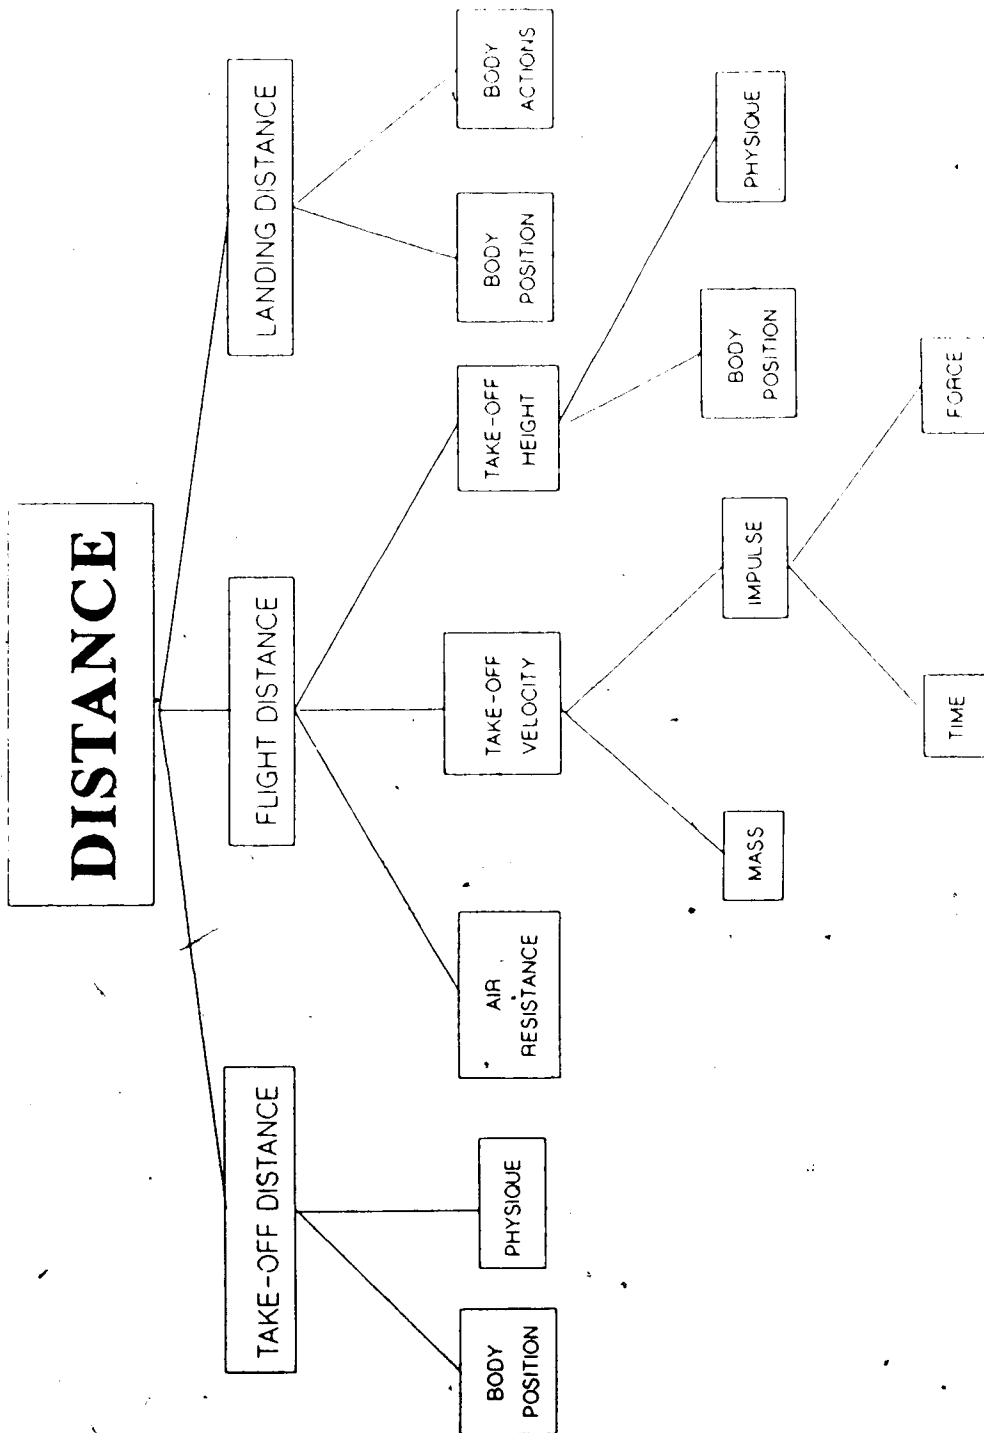 DISTANCE
TAKE-OFF DISTANCE
FLIGHT DISTANCE
LANDING DISTANCE
BODY
POSITION
PHYSIQUE
AIR
RESISTANCE
TAKE-OFF
VELOCITY
TAKE-OFF
HEIGHT
BODY
POSITION
BODY
ACTIONS
MASS
IMPULSE
BODY
POSITION
PHYSIQUE
TIME
FORCE